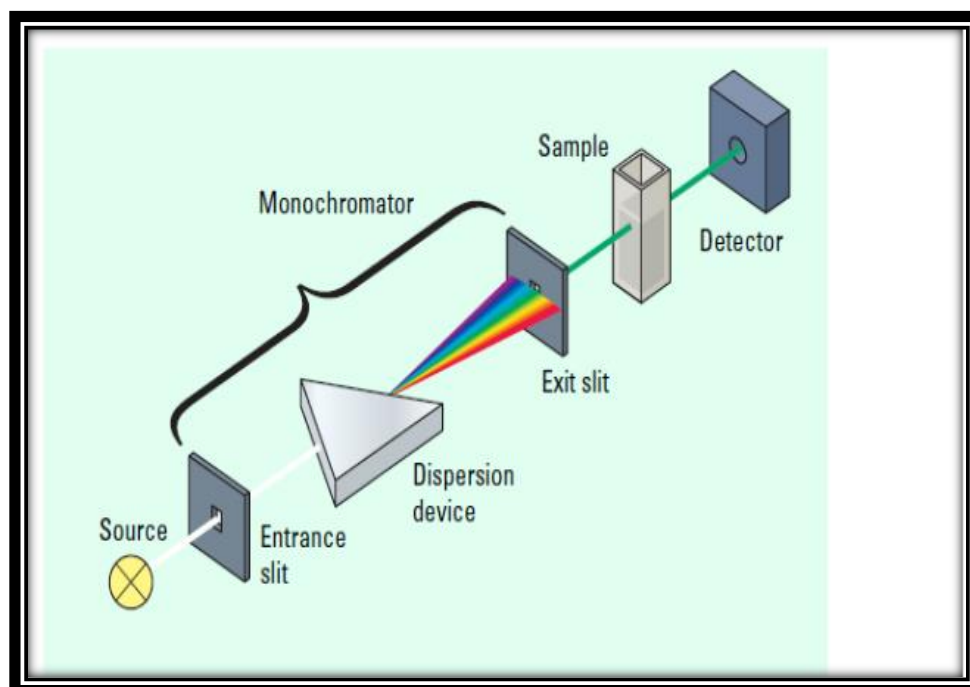 Sample
Monochromator
Detector
Exit slit
Dispersion
device
Source
Entrance
slit